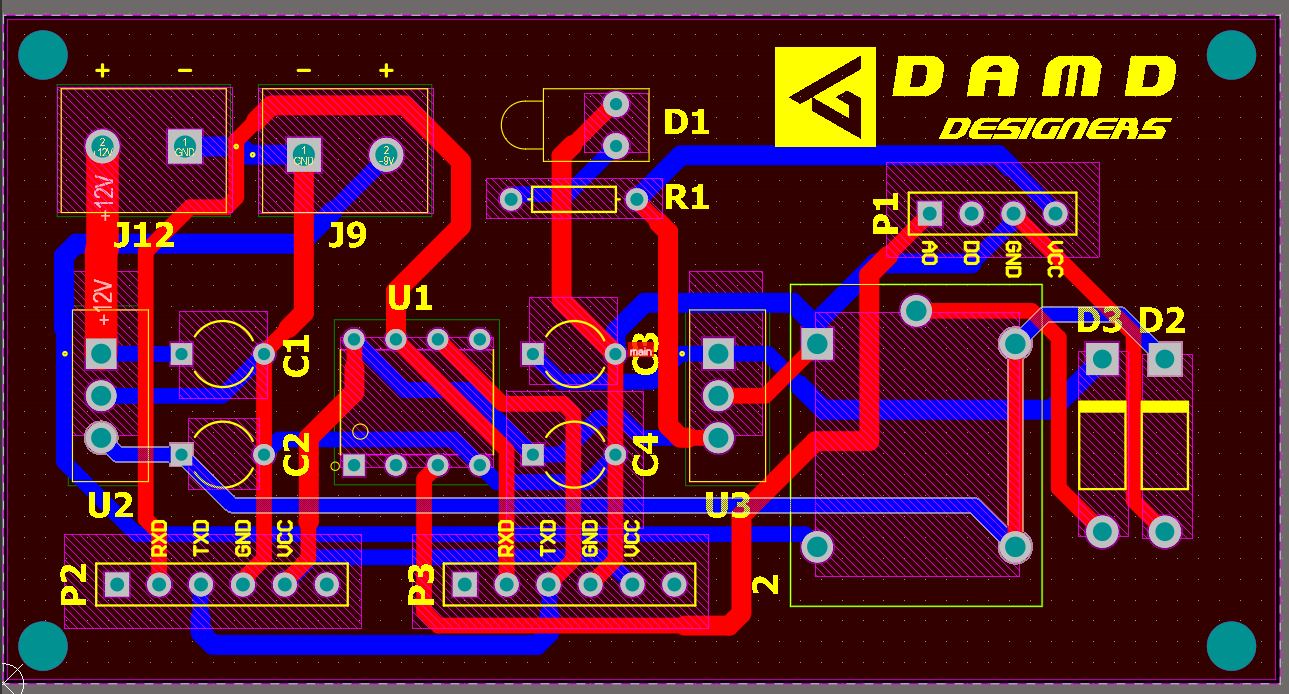 + - - +
DAMD
DESIGNERS
D1
R1
P1
2
+12V
1
GND
1
GND
2
-9V
+12V
J12
J9
AO
DO
GND
VCC
+12V
U1
C1
main
C3
D3
D2
C2
C4
U2
U3
RXD
TXD
GND
VCC
RXD
TXD
GND
VCC
P2
P3
2